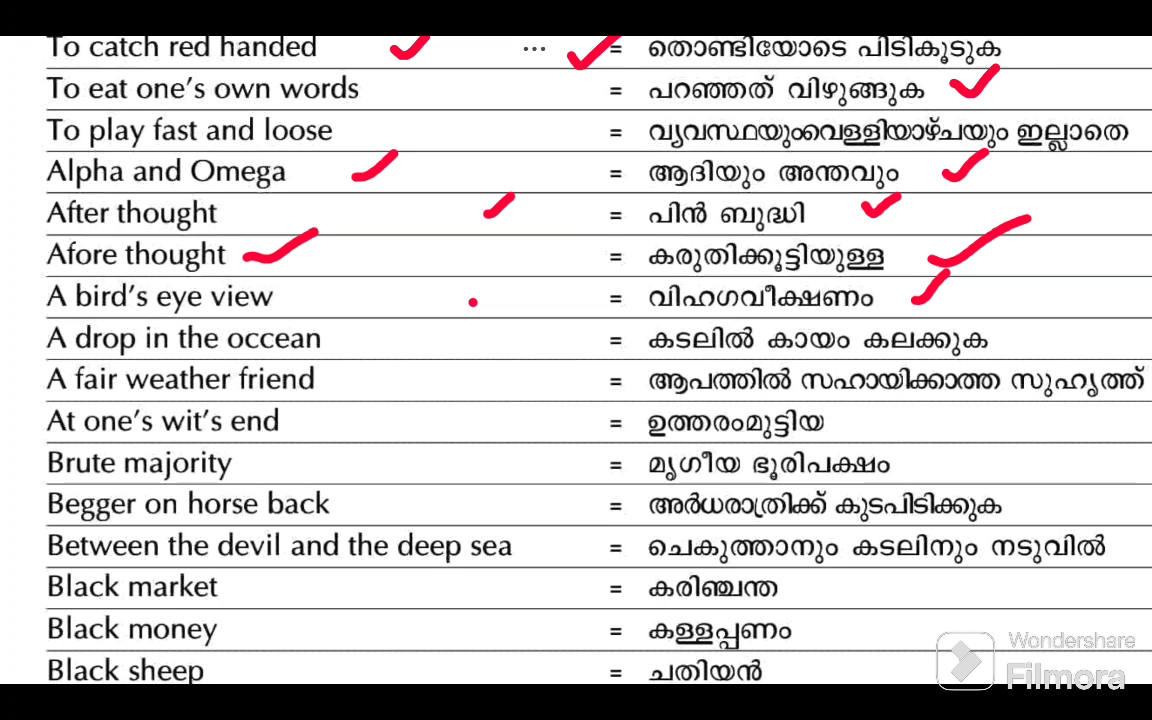 To catch red handed ... = തൊണ്ടിയോടെ പിടികൂടുക
To eat one's own words = പറഞ്ഞത് വിഴുങ്ങുക
To play fast and loose = വ്യവസ്ഥയുംവെള്ളിയാഴ്ചയും ഇല്ലാതെ
Alpha and Omega = ആദിയും അന്തവും
After thought = പിൻ ബുദ്ധി
Afore thought = കരുതിക്കൂട്ടിയുള്ള
A bird's eye view = വിഹഗവീക്ഷണം
A drop in the occean = കടലിൽ കായം കലക്കുക
A fair weather friend = ആപത്തിൽ സഹായിക്കാത്ത സുഹൃത്ത്
At one's wit's end = ഉത്തരംമുട്ടിയ
Brute majority = മൃഗീയ ഭൂരിപക്ഷം
Begger on horse back = അർധരാത്രിക്ക് കുടപിടിക്കുക
Between the devil and the deep sea = ചെകുത്താനും കടലിനും നടുവിൽ
Black market = കരിഞ്ചന്ത
Black money = കള്ളപ്പണം
Black sheep = ചതിയൻ
Wondershare
Filmora